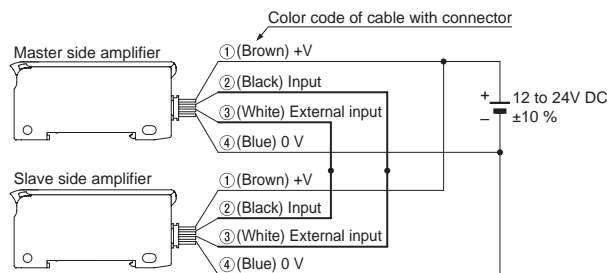 Color code of cable with connector
Master side amplifier
① (Brown) +V
② (Black) Input
③ (White) External input
④ (Blue) 0 V
+
–
12 to 24V DC
±10 %
Slave side amplifier
① (Brown) +V
② (Black) Input
③ (White) External input
④ (Blue) 0 V